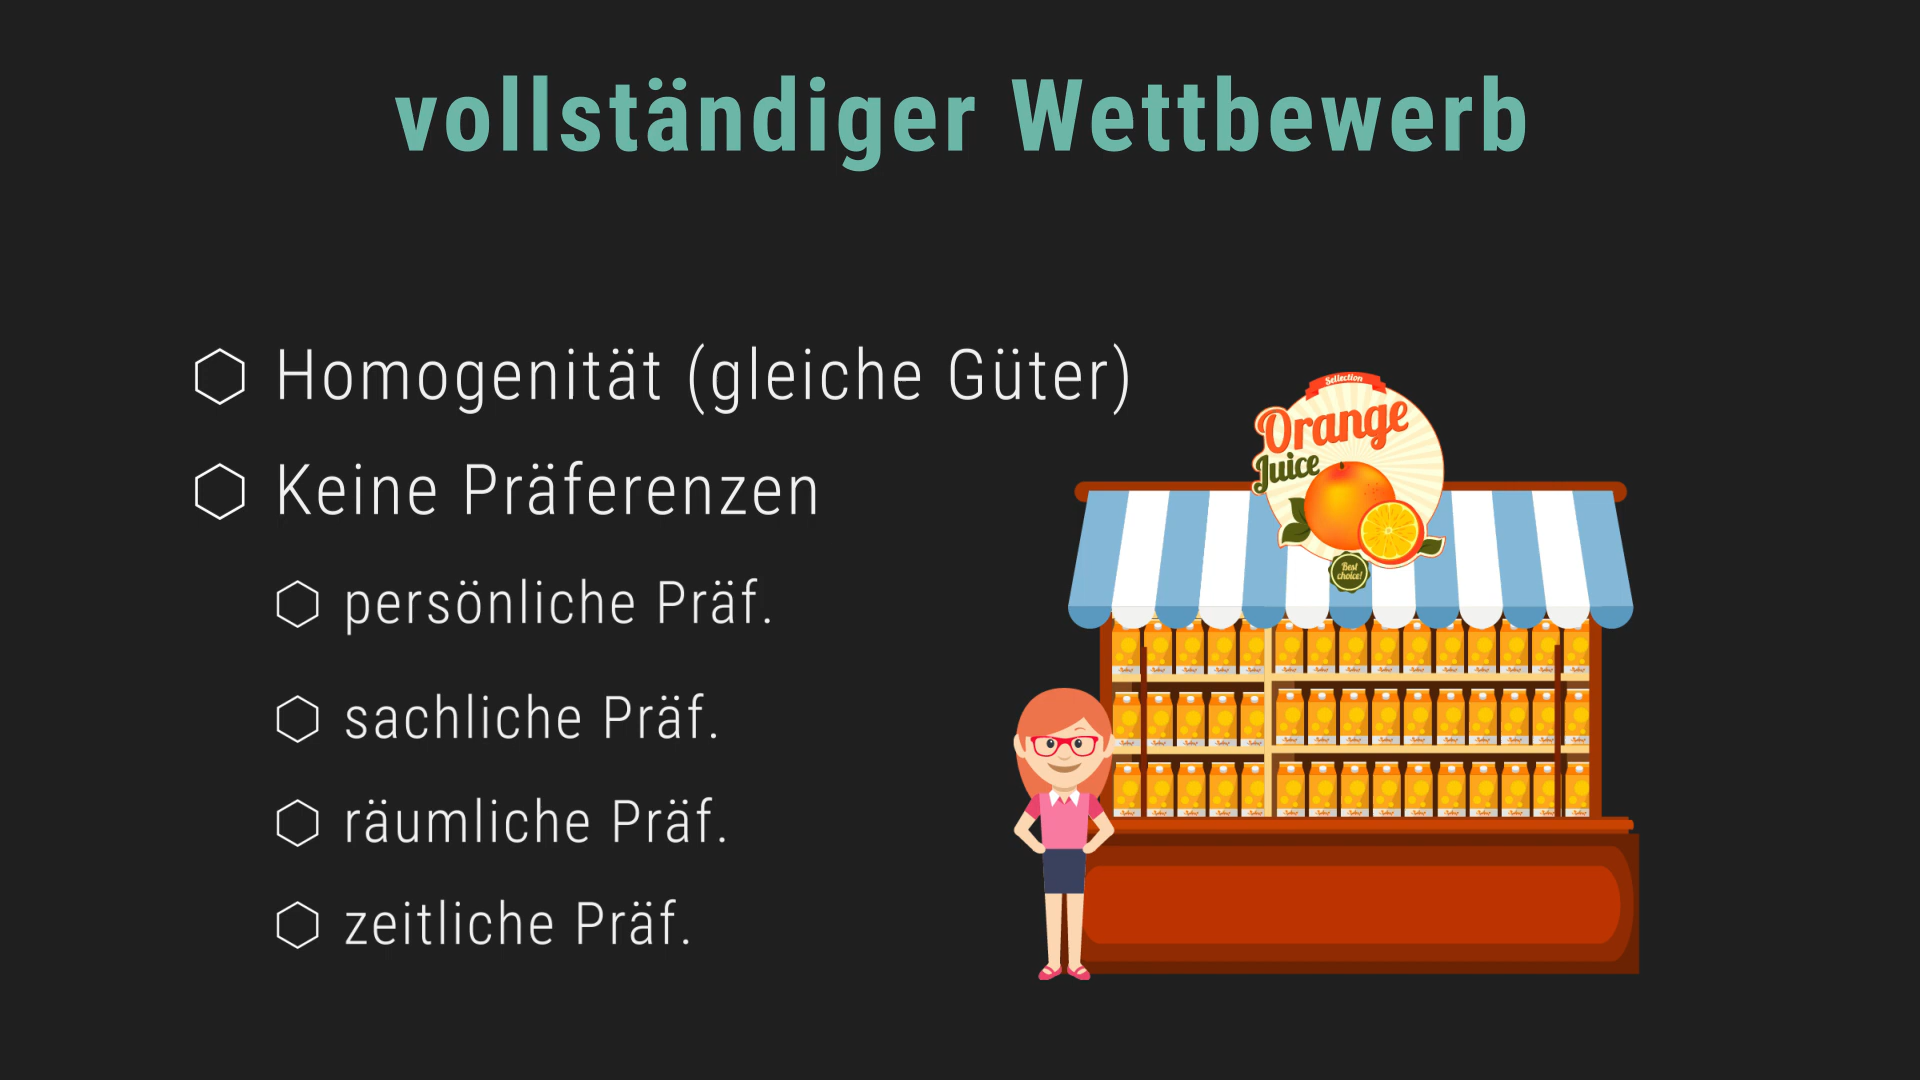 vollständiger Wettbewerb
Homogenität (gleiche Güter)
Keine Präferenzen
persönliche Präf.
sachliche Präf.
räumliche Präf.
zeitliche Präf.
Sellection
Orange
Juice
Best
choice!